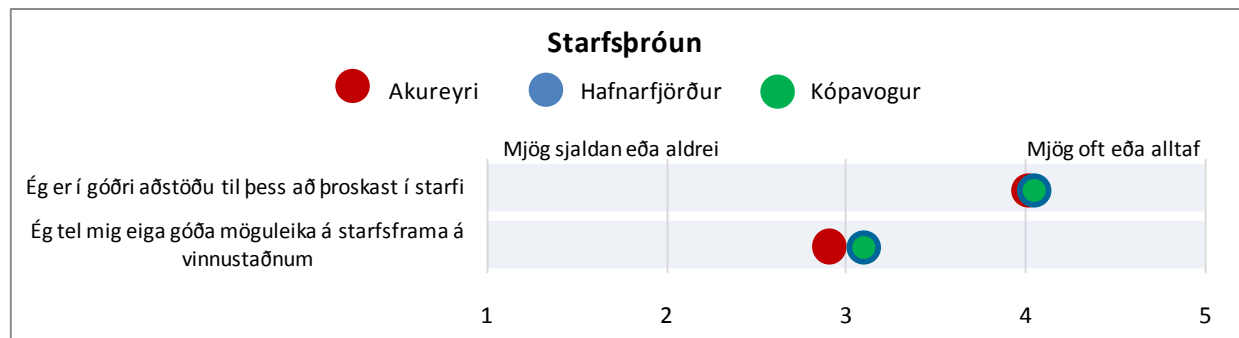 Starfsþróun
Akureyri
Hafnarfjörður
Kópavogur
Mjög sjaldan eða aldrei
Mjög oft eða alltaf
Ég er í góðri aðstöðu til þess að þroskast í starfi
Ég tel mig eiga góða möguleika á starfsframa á
vinnustaðnum
1 2 3 4 5